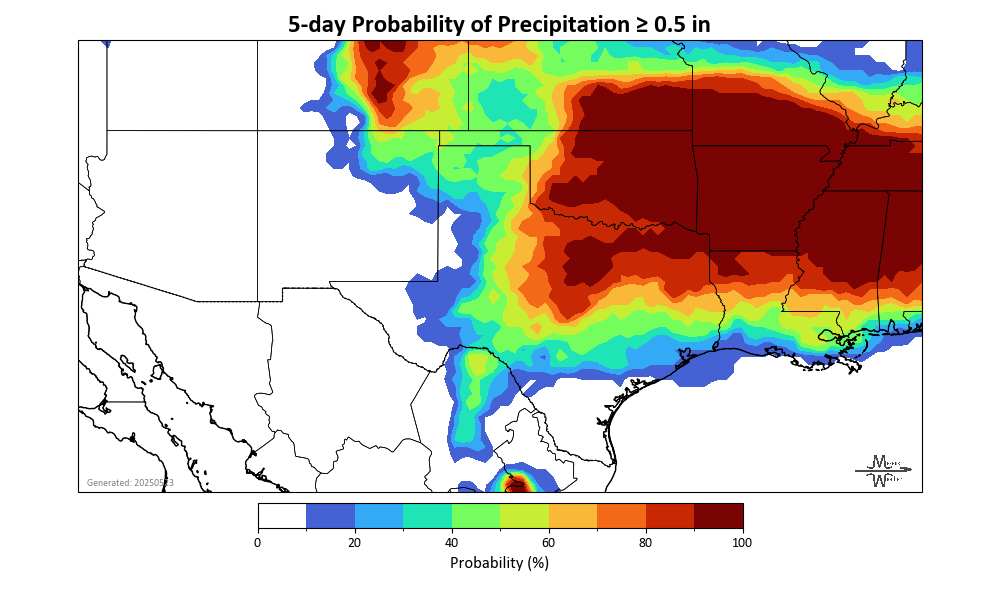 5-day Probability of Precipitation ≥ 0.5 in
Generated: 20250523
0 20 40 60 80 100
Probability (%)